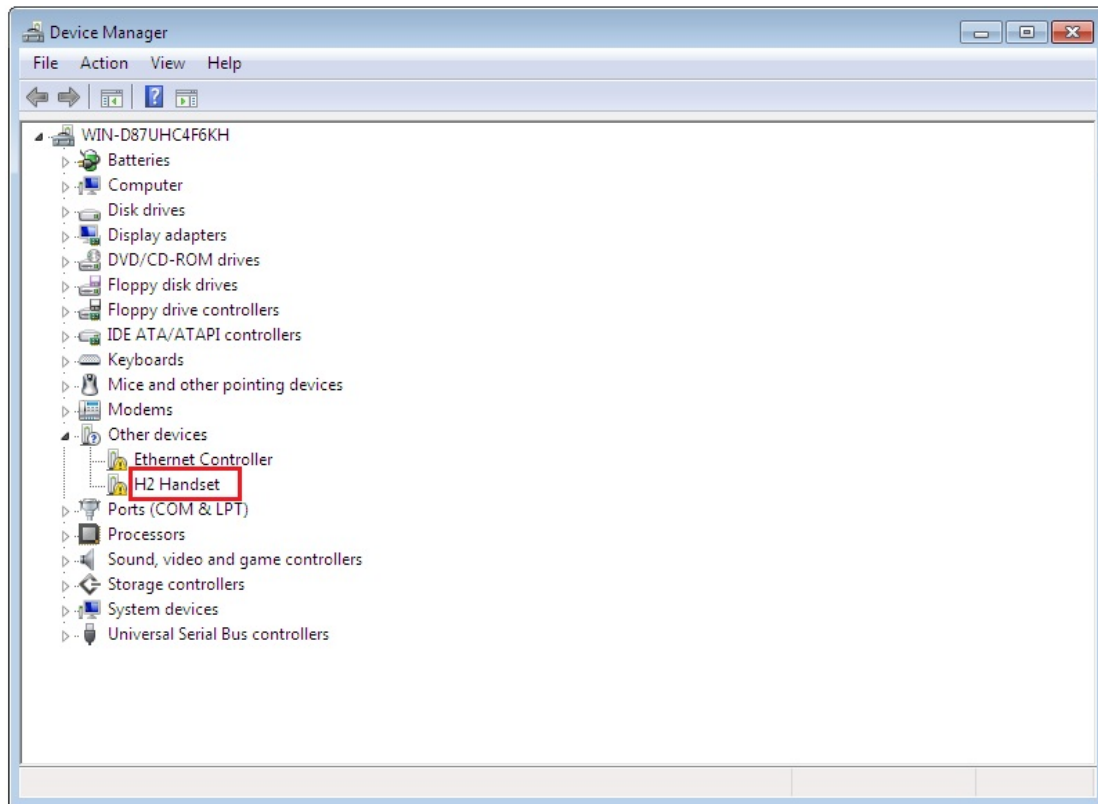 Device Manager
File Action View Help
WIN-D87UHC4F6KH
Batteries
Computer
Disk drives
Display adapters
DVD/CD-ROM drives
Floppy disk drives
Floppy drive controllers
IDE ATA/ATAPI controllers
Keyboards
Mice and other pointing devices
Modems
Other devices
Ethernet Controller
H2 Handset
Ports (COM & LPT)
Processors
Sound, video and game controllers
Storage controllers
System devices
Universal Serial Bus controllers